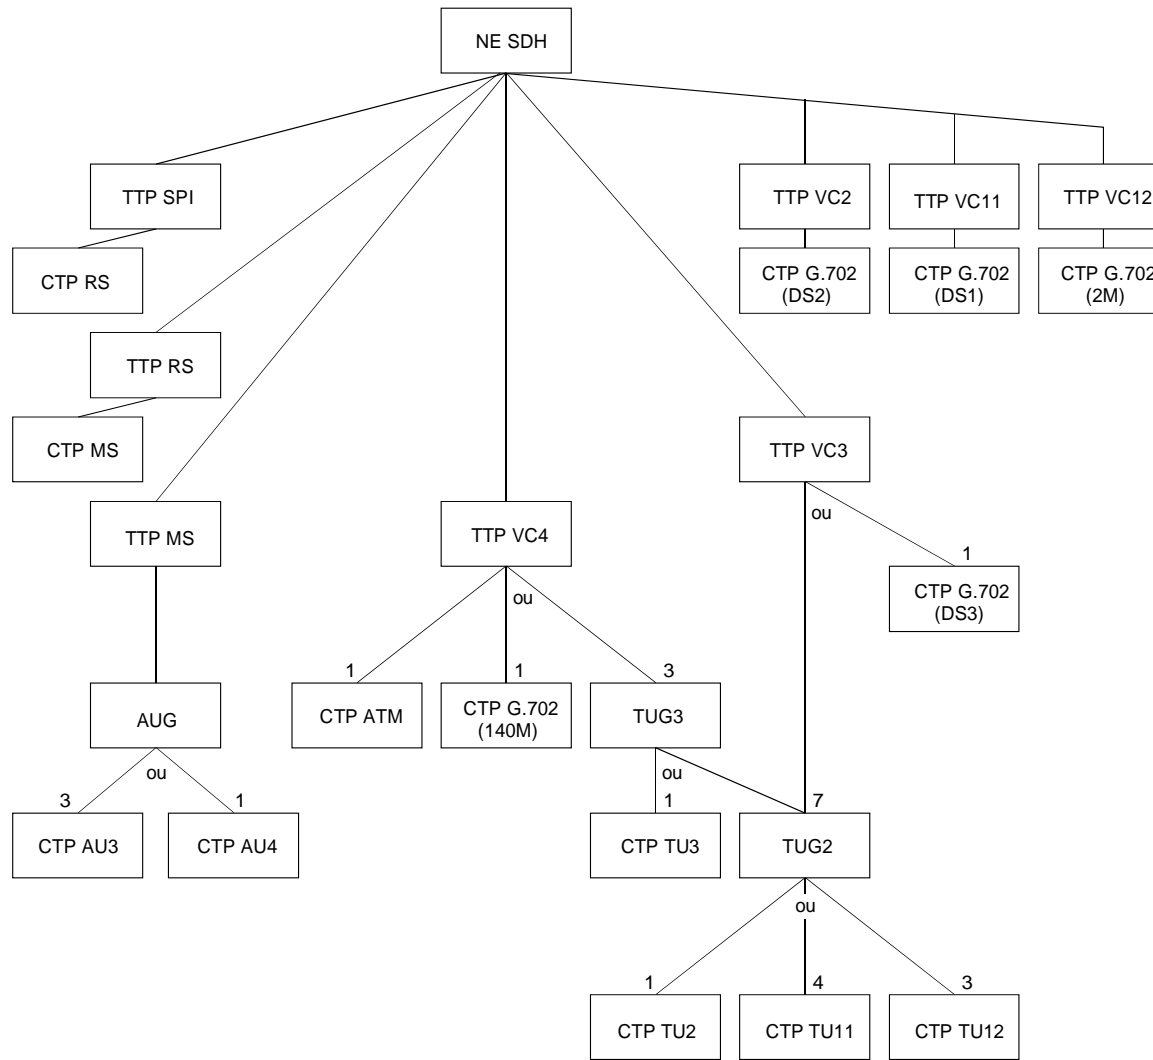 NE SDH
TTP SPI
TTP VC2
TTP VC11
TTP VC12
CTP RS
CTP G.702
(DS2)
CTP G.702
(DS1)
CTP G.702
(2M)
TTP RS
CTP MS
TTP VC3
TTP MS
TTP VC4
ou
ou
1
CTP G.702
(DS3)
1
1
3
AUG
CTP ATM
CTP G.702
(140M)
TUG3
ou
ou
3
1
1
7
CTP AU3
CTP AU4
CTP TU3
TUG2
ou
1
4
3
CTP TU2
CTP TU11
CTP TU12